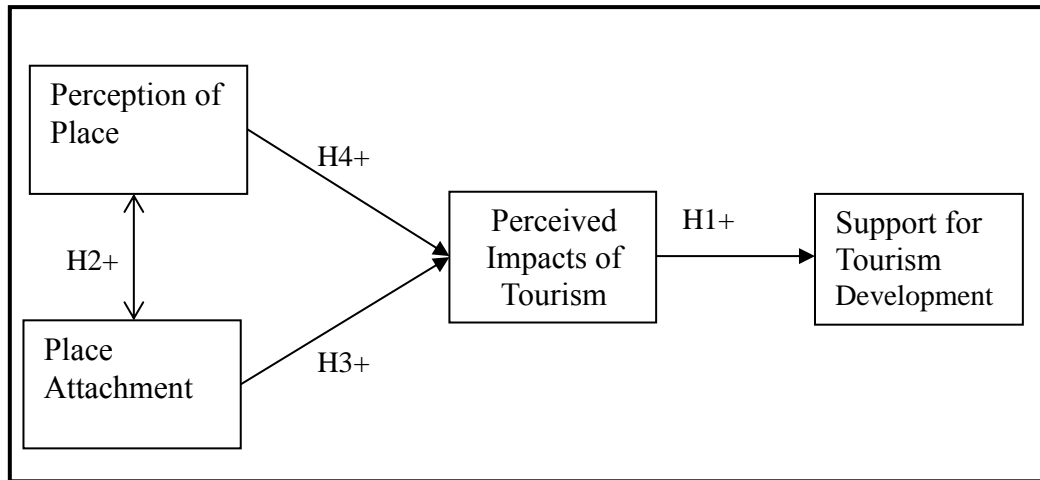 Perception of
Place
H4+
H2+
Perceived
Impacts of
Tourism
H1+
Support for
Tourism
Development
Place
Attachment
H3+